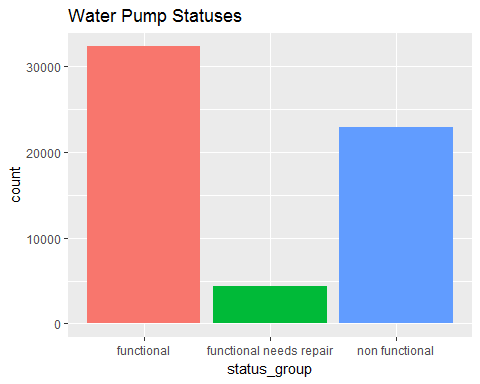 Water Pump Statuses
30000
20000
10000
0
count
functional
functional needs repair
non functional
status_group